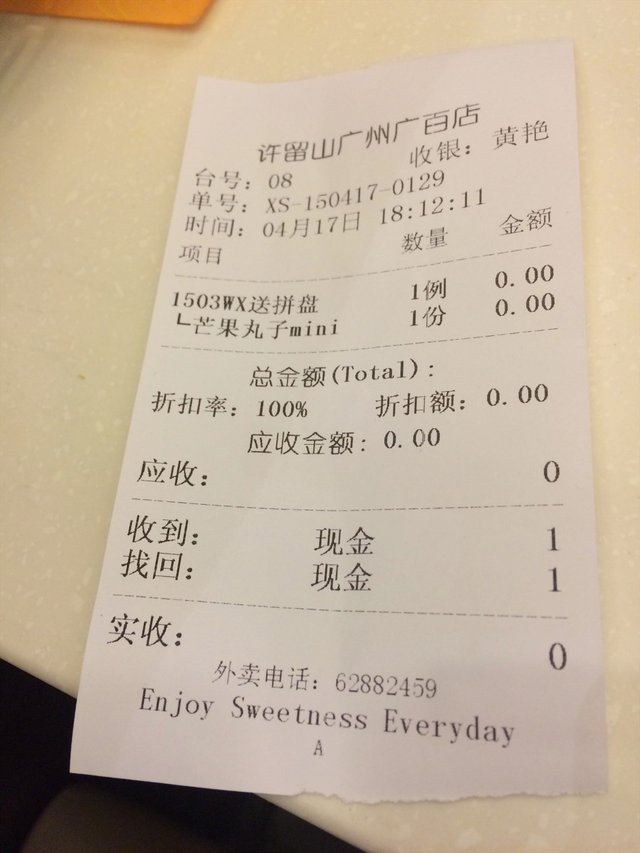 许留山广州广百店
台号：08 收银：黄艳
单号：XS-150417-0129
时间：04月17日 18:12:11
项目 数量 金额
1503WX送拼盘 1例 0.00
┗芒果丸子mini 1份 0.00
总金额(Total)：
折扣率：100% 折扣额：0.00
应收金额：0.00
应收： 0
收到： 现金 1
找回： 现金 1
实收： 0
外卖电话：62882459
Enjoy Sweetness Everyday
A